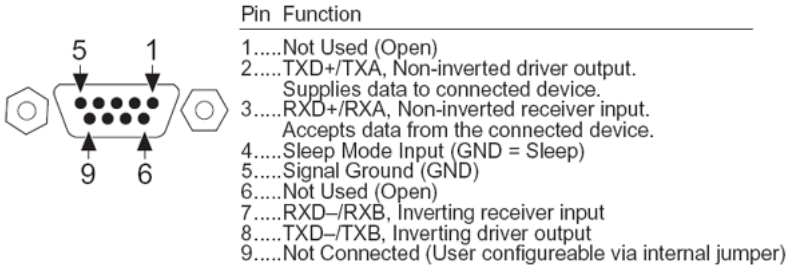 Pin Function
5 1
9 6
1.....Not Used (Open)
2.....TXD+/TXA, Non-inverted driver output.
Supplies data to connected device.
3.....RXD+/RXA, Non-inverted receiver input.
Accepts data from the connected device.
4.....Sleep Mode Input (GND = Sleep)
5.....Signal Ground (GND)
6.....Not Used (Open)
7.....RXD–/RXB, Inverting receiver input
8.....TXD–/TXB, Inverting driver output
9.....Not Connected (User configureable via internal jumper)